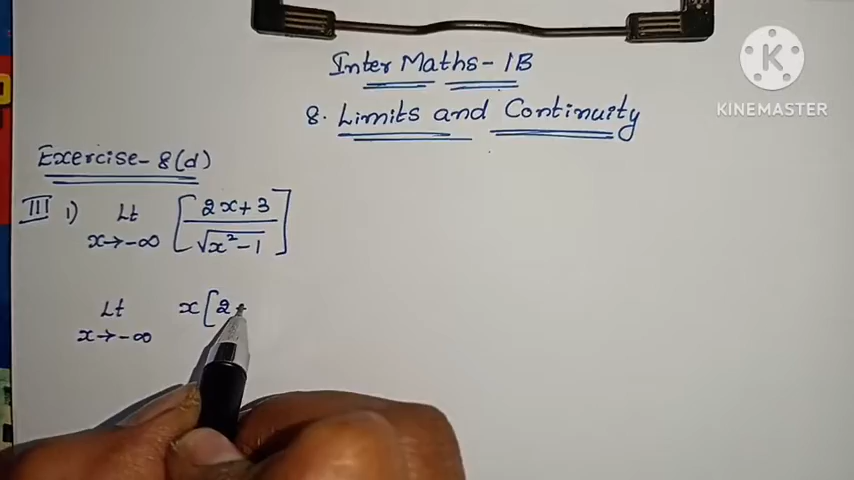 Inter Maths - 1B
8. Limits and Continuity
K
KINEMASTER
Exercise - 8(d)
III 1) Lt x→-∞ [ 2x+3 / √x²-1 ]
Lt x→-∞ x[2+